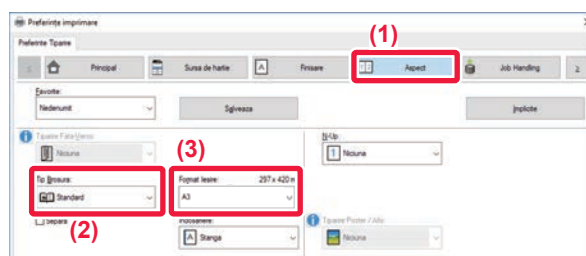 Preferințe imprimare
Preferinte Tiparire
(1)
Principal
Sursa de hartie
Finisare
Aspect
Job Handling
Favorite:
Nedenumit
Salveaza
Implicite
Tiparire Fata-Verso:
Niciuna
N-Up:
Niciuna
(3)
Tip Brosura:
Standard
Format Iesire:
297 x 420 m
A3
Separa
(2)
Indosariere:
Stanga
Tiparire Poster / Afis:
Niciuna